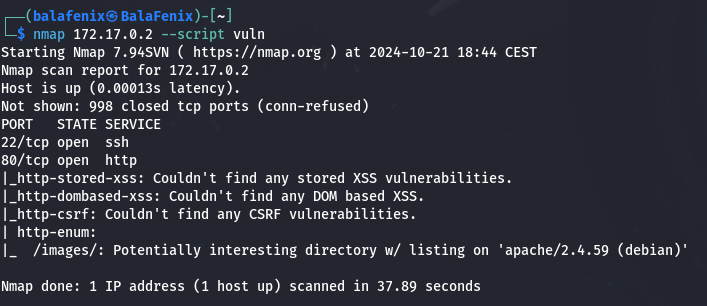 ┌──(balafenix㉿BalaFenix)-[~]
└─$ nmap 172.17.0.2 --script vuln
Starting Nmap 7.94SVN ( https://nmap.org ) at 2024-10-21 18:44 CEST
Nmap scan report for 172.17.0.2
Host is up (0.00013s latency).
Not shown: 998 closed tcp ports (conn-refused)
PORT   STATE SERVICE
22/tcp open  ssh
80/tcp open  http
|_http-stored-xss: Couldn't find any stored XSS vulnerabilities.
|_http-dombased-xss: Couldn't find any DOM based XSS.
|_http-csrf: Couldn't find any CSRF vulnerabilities.
| http-enum:
|_  /images/: Potentially interesting directory w/ listing on 'apache/2.4.59 (debian)'
Nmap done: 1 IP address (1 host up) scanned in 37.89 seconds